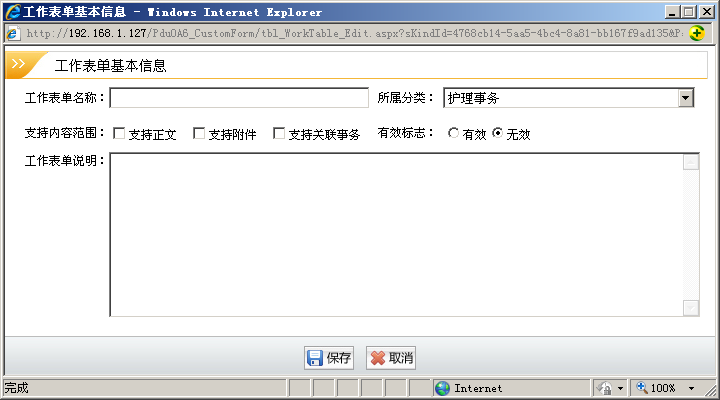 工作表单基本信息 - Windows Internet Explorer
http://192.168.1.127/PduOA6_CustomForm/tbl_WorkTable_Edit.aspx?sKindId=4768cb14-5aa5-4bc4-8a81-bb167f9ad135&P
工作表单基本信息
工作表单名称： 所属分类： 护理事务
支持内容范围： 支持正文 支持附件 支持关联事务 有效标志： 有效 无效
工作表单说明：
保存 取消
完成 Internet 100%